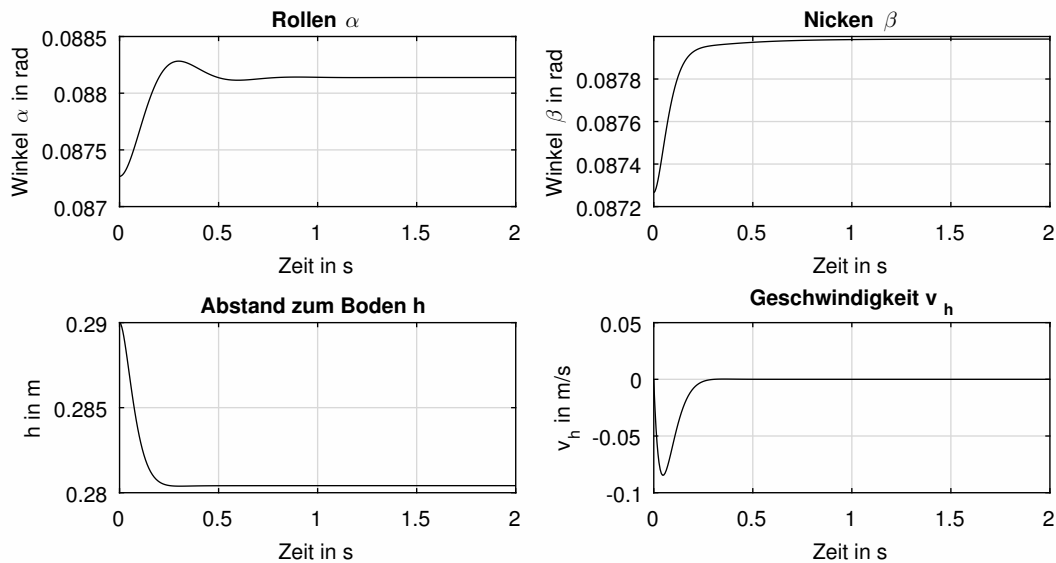 Rollen α
Winkel α in rad
0.0885
0.088
0.0875
0.087
0 0.5 1 1.5 2
Zeit in s
Nicken β
Winkel β in rad
0.0878
0.0876
0.0874
0.0872
0 0.5 1 1.5 2
Zeit in s
Abstand zum Boden h
h in m
0.29
0.285
0.28
0 0.5 1 1.5 2
Zeit in s
Geschwindigkeit v_h
v_h in m/s
0.05
0
-0.05
-0.1
0 0.5 1 1.5 2
Zeit in s